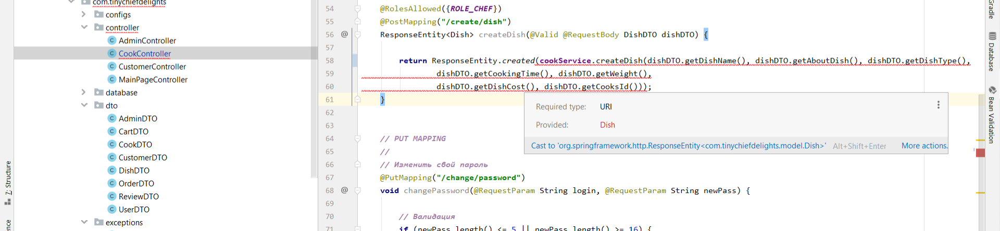 com.tinychiefdelights
configs
controller
AdminController
CookController
CustomerController
MainPageController
database
dto
AdminDTO
CartDTO
CookDTO
CustomerDTO
DishDTO
OrderDTO
ReviewDTO
UserDTO
exceptions
7: Structure
54 @RolesAllowed({ROLE_CHEF})
55 @PostMapping("/create/dish")
56 @ ResponseEntity<Dish> createDish(@Valid @RequestBody DishDTO dishDTO) {
57
58 return ResponseEntity.created(cookService.createDish(dishDTO.getDishName(), dishDTO.getAboutDish(), dishDTO.getDishType(),
59 dishDTO.getCookingTime(), dishDTO.getWeight(),
60 dishDTO.getDishCost(), dishDTO.getCooksId()));
61 }
62
63
64 // PUT MAPPING
65 //
66 // Изменить свой пароль
67 @PutMapping("/change/password")
68 @ void changePassword(@RequestParam String login, @RequestParam String newPass) {
69
70 // Валидация
71 if (newPass.length() <= 5 || newPass.length() >= 16) {
Required type: URI
Provided: Dish
Cast to 'org.springframework.http.ResponseEntity<com.tinychiefdelights.model.Dish>' Alt+Shift+Enter More actions.
Gradle
Database
Bean Validation